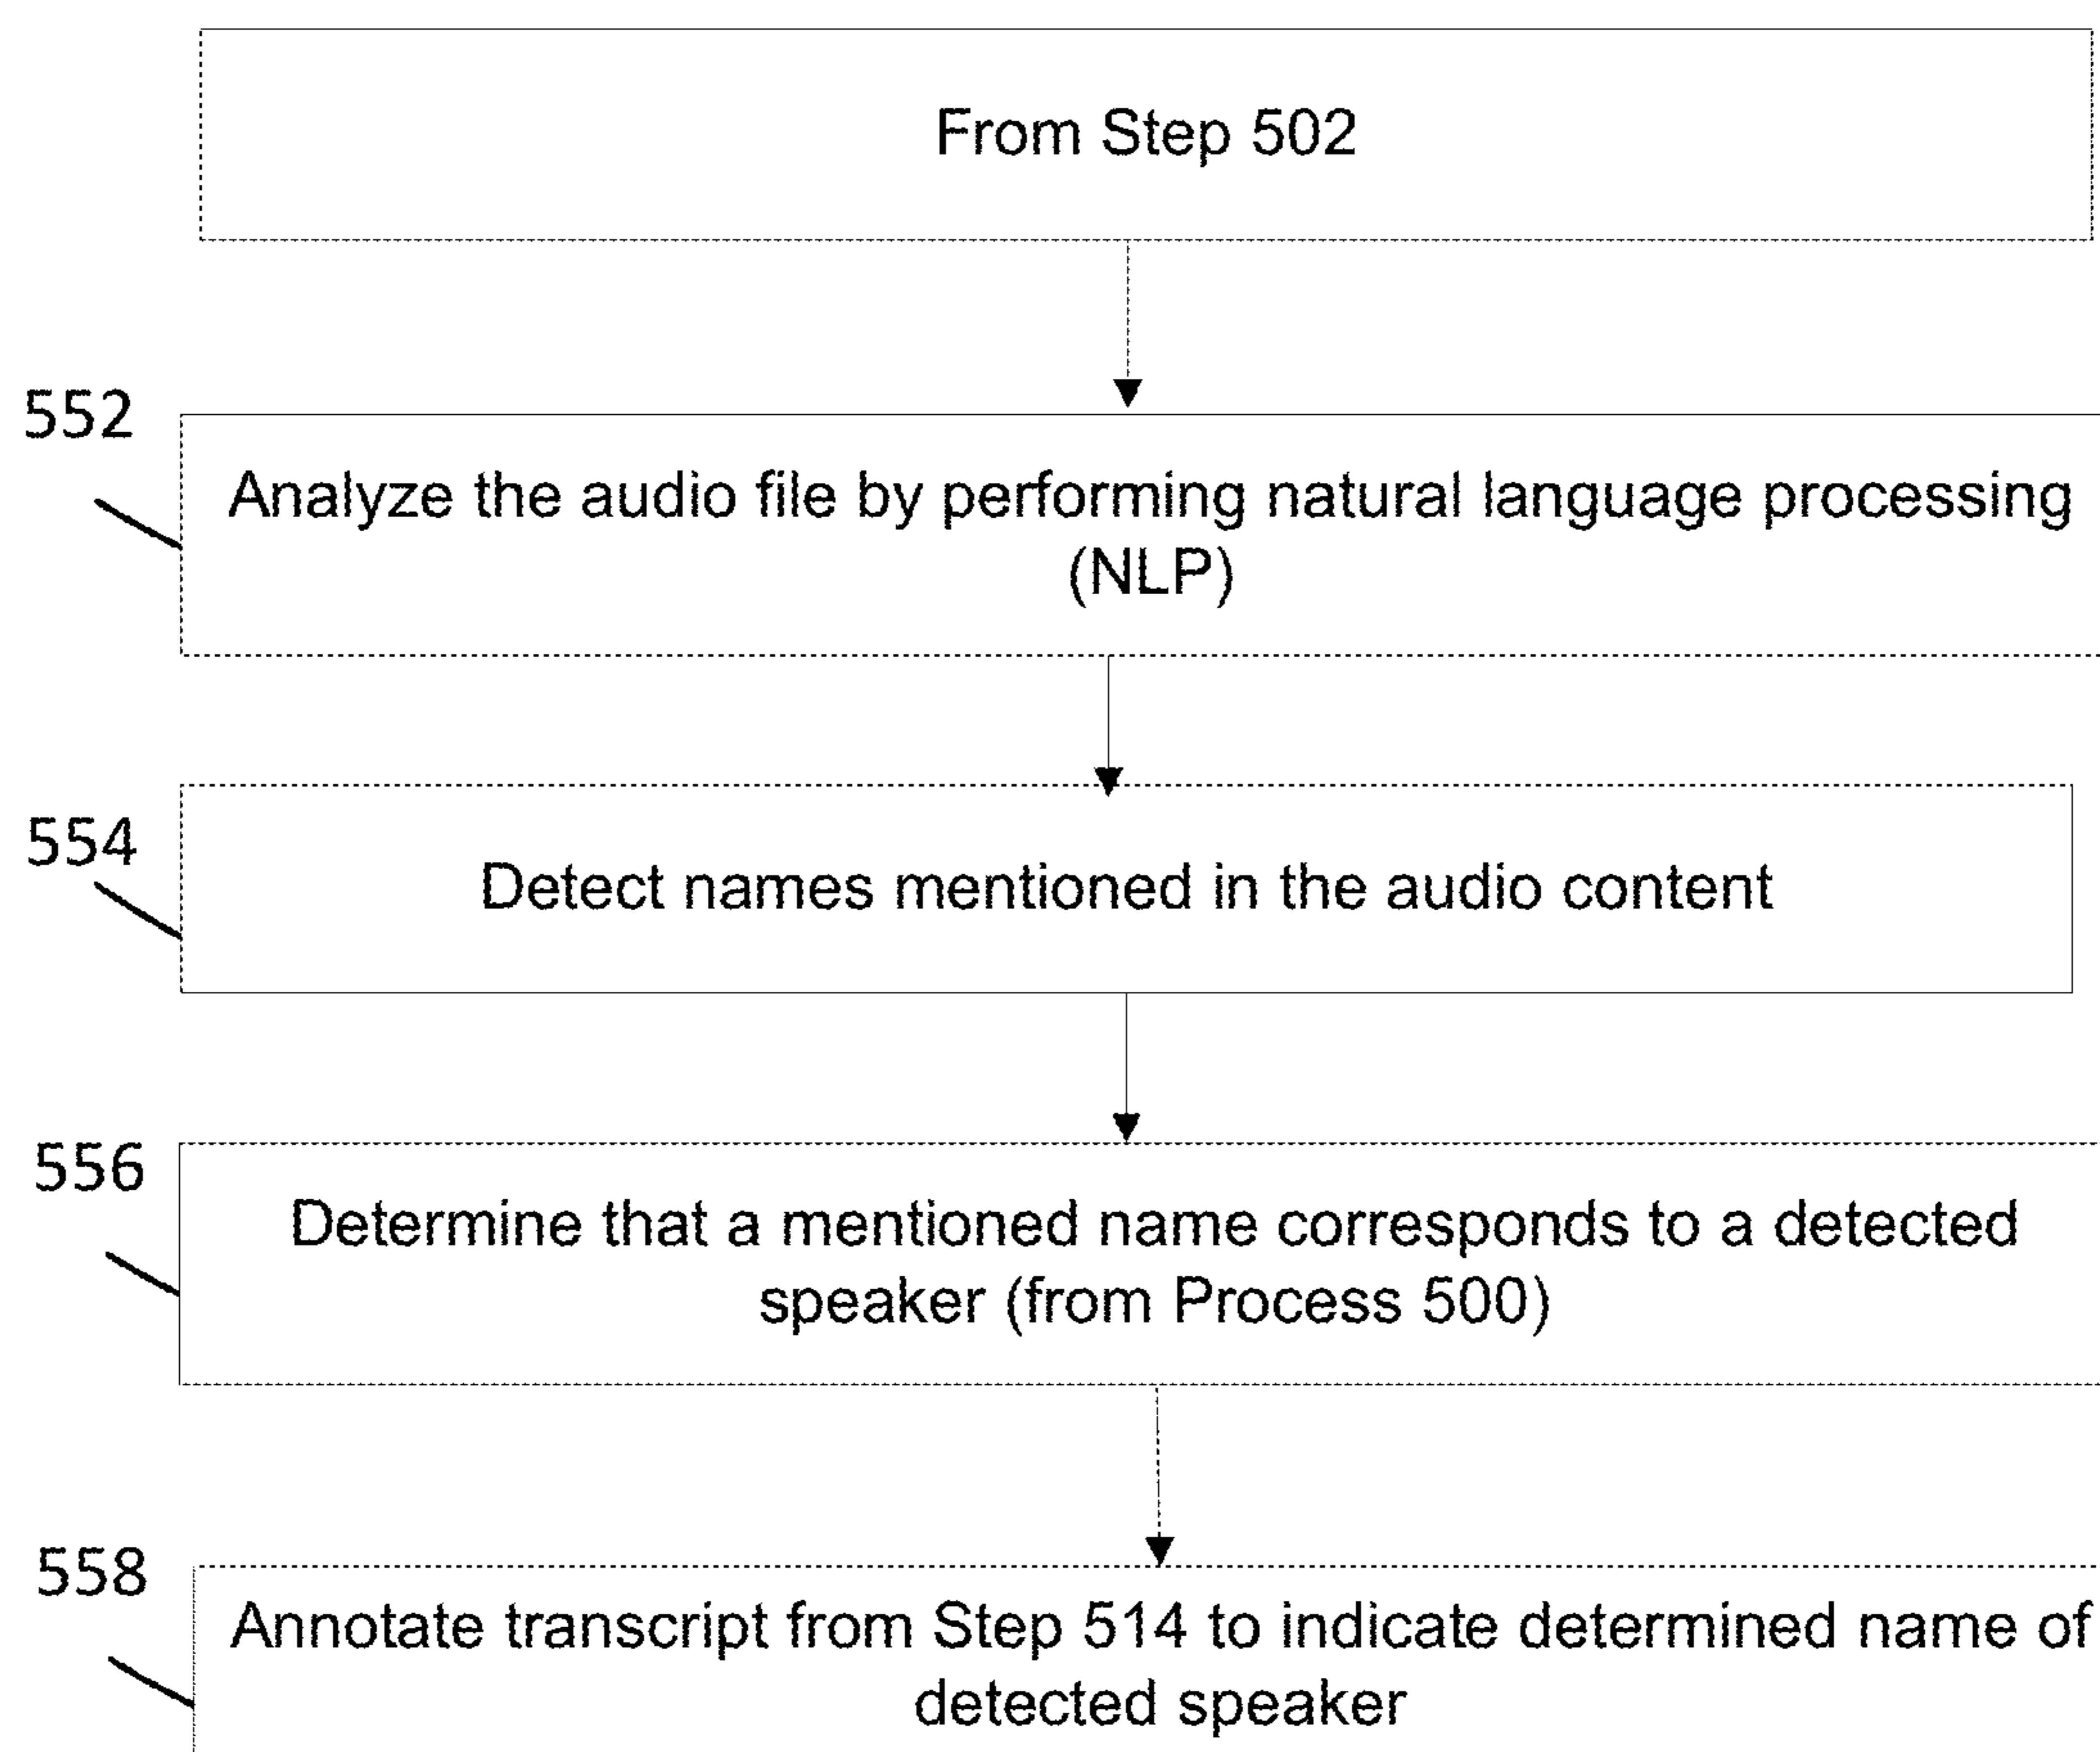 From Step 502
552
Analyze the audio file by performing natural language processing
(NLP)
554
Detect names mentioned in the audio content
556
Determine that a mentioned name corresponds to a detected
speaker (from Process 500)
558
Annotate transcript from Step 514 to indicate determined name of
detected speaker